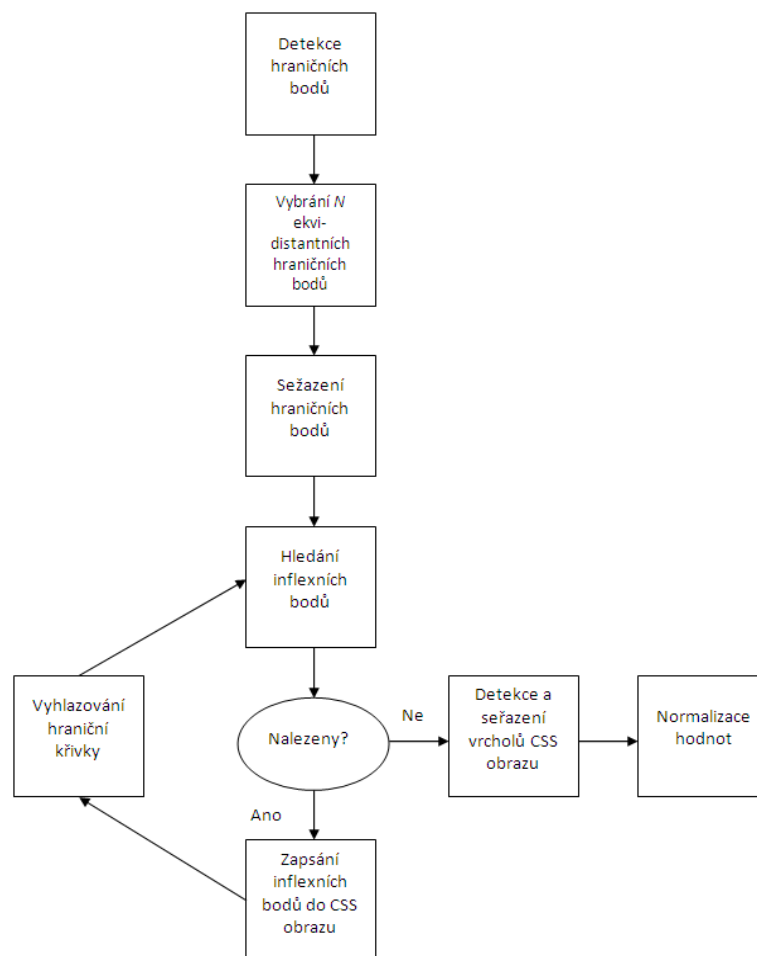 Detekce
hraničních
bodů
Vybrání N
ekvi-
distantních
hraničních
bodů
Sežazení
hraničních
bodů
Hledání
inflexních
bodů
Vyhlazování
hraniční
křivky
Nalezeny?
Ne
Detekce a
seřazení
vrcholů CSS
obrazu
Normalizace
hodnot
Ano
Zapsání
inflexních
bodů do CSS
obrazu